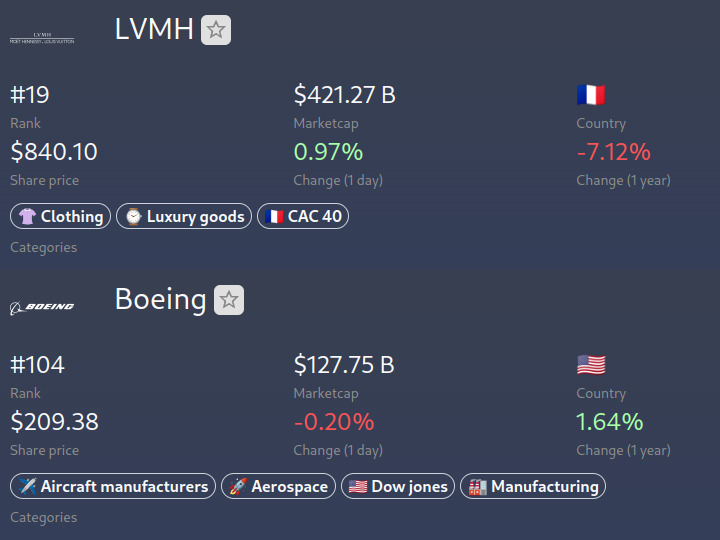 LVMH
LVMH
MOËT HENNESSY ‧ LOUIS VUITTON
#19 $421.27 B
Rank Marketcap Country
$840.10 0.97% -7.12%
Share price Change (1 day) Change (1 year)
Clothing Luxury goods CAC 40
Categories
Boeing
BOEING
#104 $127.75 B
Rank Marketcap Country
$209.38 -0.20% 1.64%
Share price Change (1 day) Change (1 year)
Aircraft manufacturers Aerospace Dow jones Manufacturing
Categories